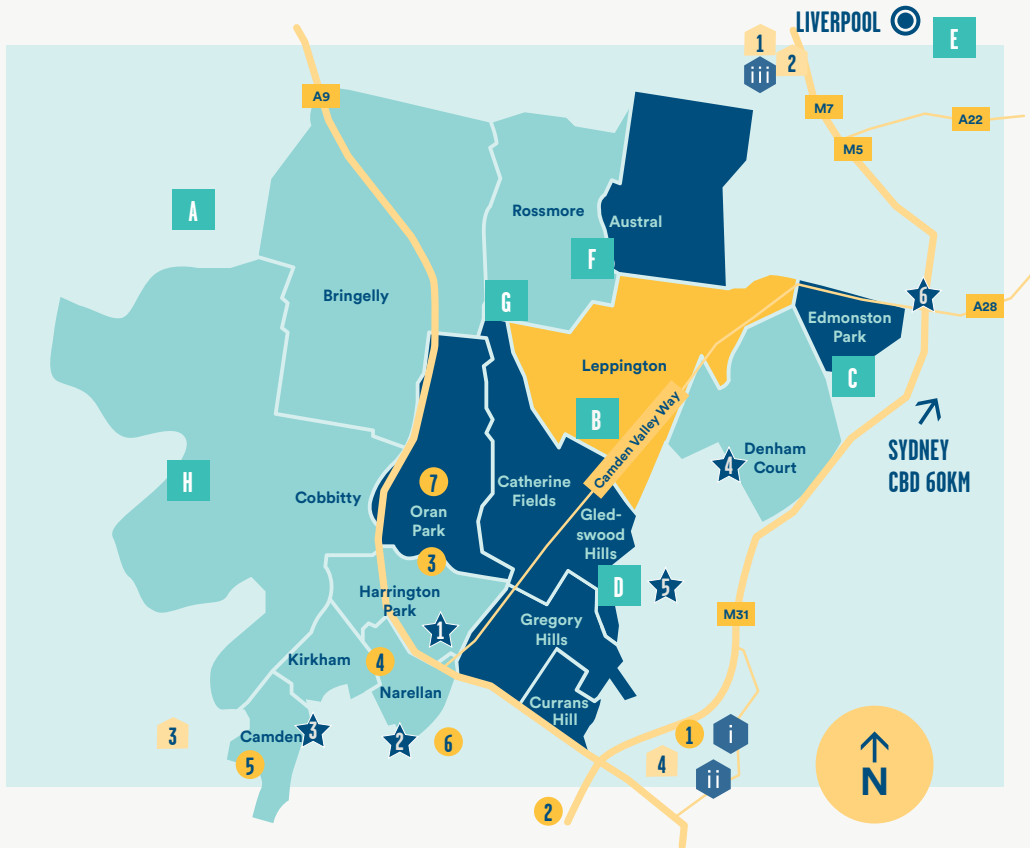 LIVERPOOL
E
1
2
iii
A9
M7
A22
M5
A
Rossmore
Austral
F
Bringelly
G
6
A28
Edmonston
Park
Leppington
C
B
Camden Valley Way
SYDNEY
CBD 60KM
Denham
Court
4
H
7
Cobbitty
Catherine
Fields
Oran
Park
Gled-
swood
Hills
3
D
5
Harrington
Park
M31
1
Gregory
Hills
Kirkham
4
Narellan
Currans
Hill
3
Camden
3
2
6
1
i
5
4
ii
N
2